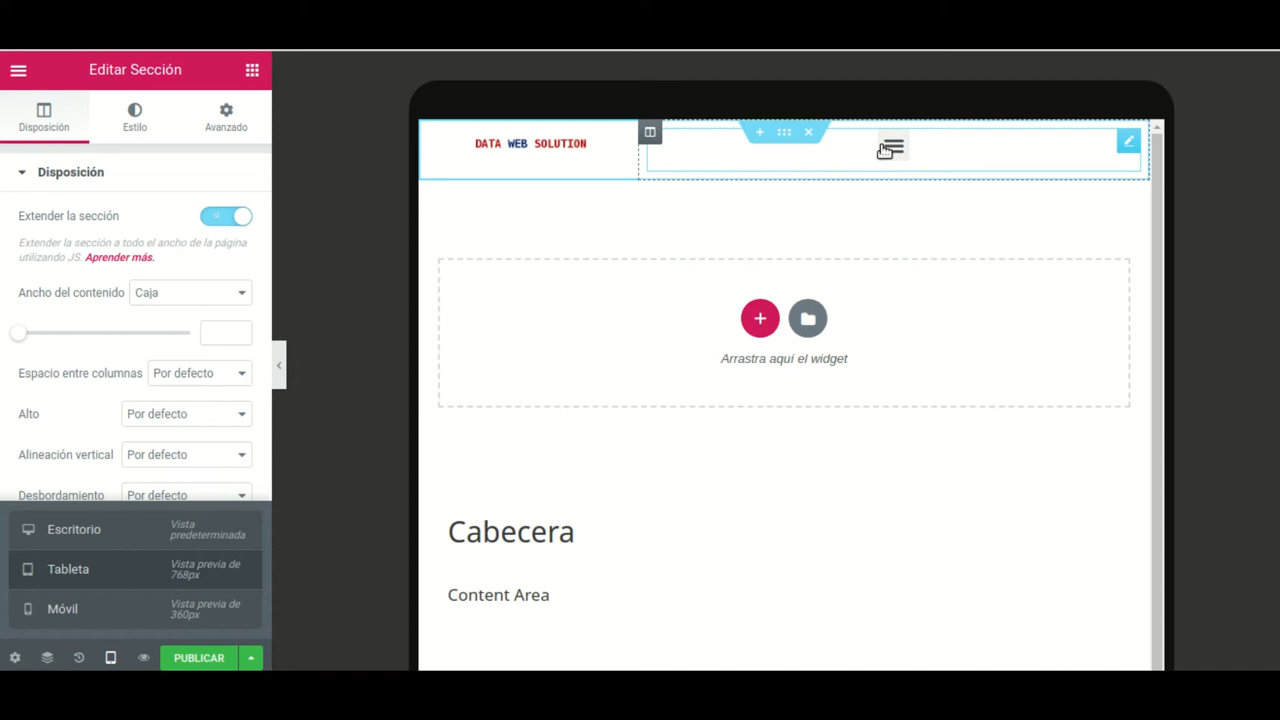 Editar Sección
Disposición
Estilo
Avanzado
Disposición
Extender la sección
SÍ
Extender la sección a todo el ancho de la página
utilizando JS. Aprender más.
Ancho del contenido
Caja
Espacio entre columnas
Por defecto
Alto
Por defecto
Alineación vertical
Por defecto
Desbordamiento
Por defecto
Escritorio
Vista
predeterminada
Tableta
Vista previa de
768px
Móvil
Vista previa de
360px
PUBLICAR
DATA WEB SOLUTION
Arrastra aquí el widget
Cabecera
Content Area